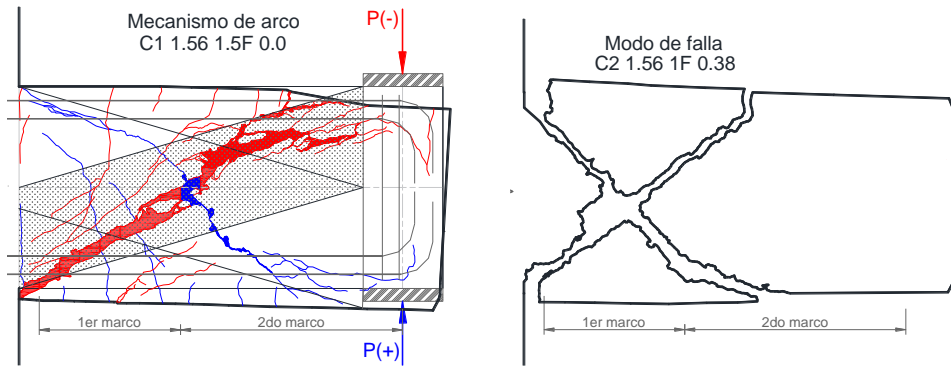 Mecanismo de arco
C1 1.56 1.5F 0.0
P(-)
1er marco
2do marco
P(+)
Modo de falla
C2 1.56 1F 0.38
1er marco
2do marco